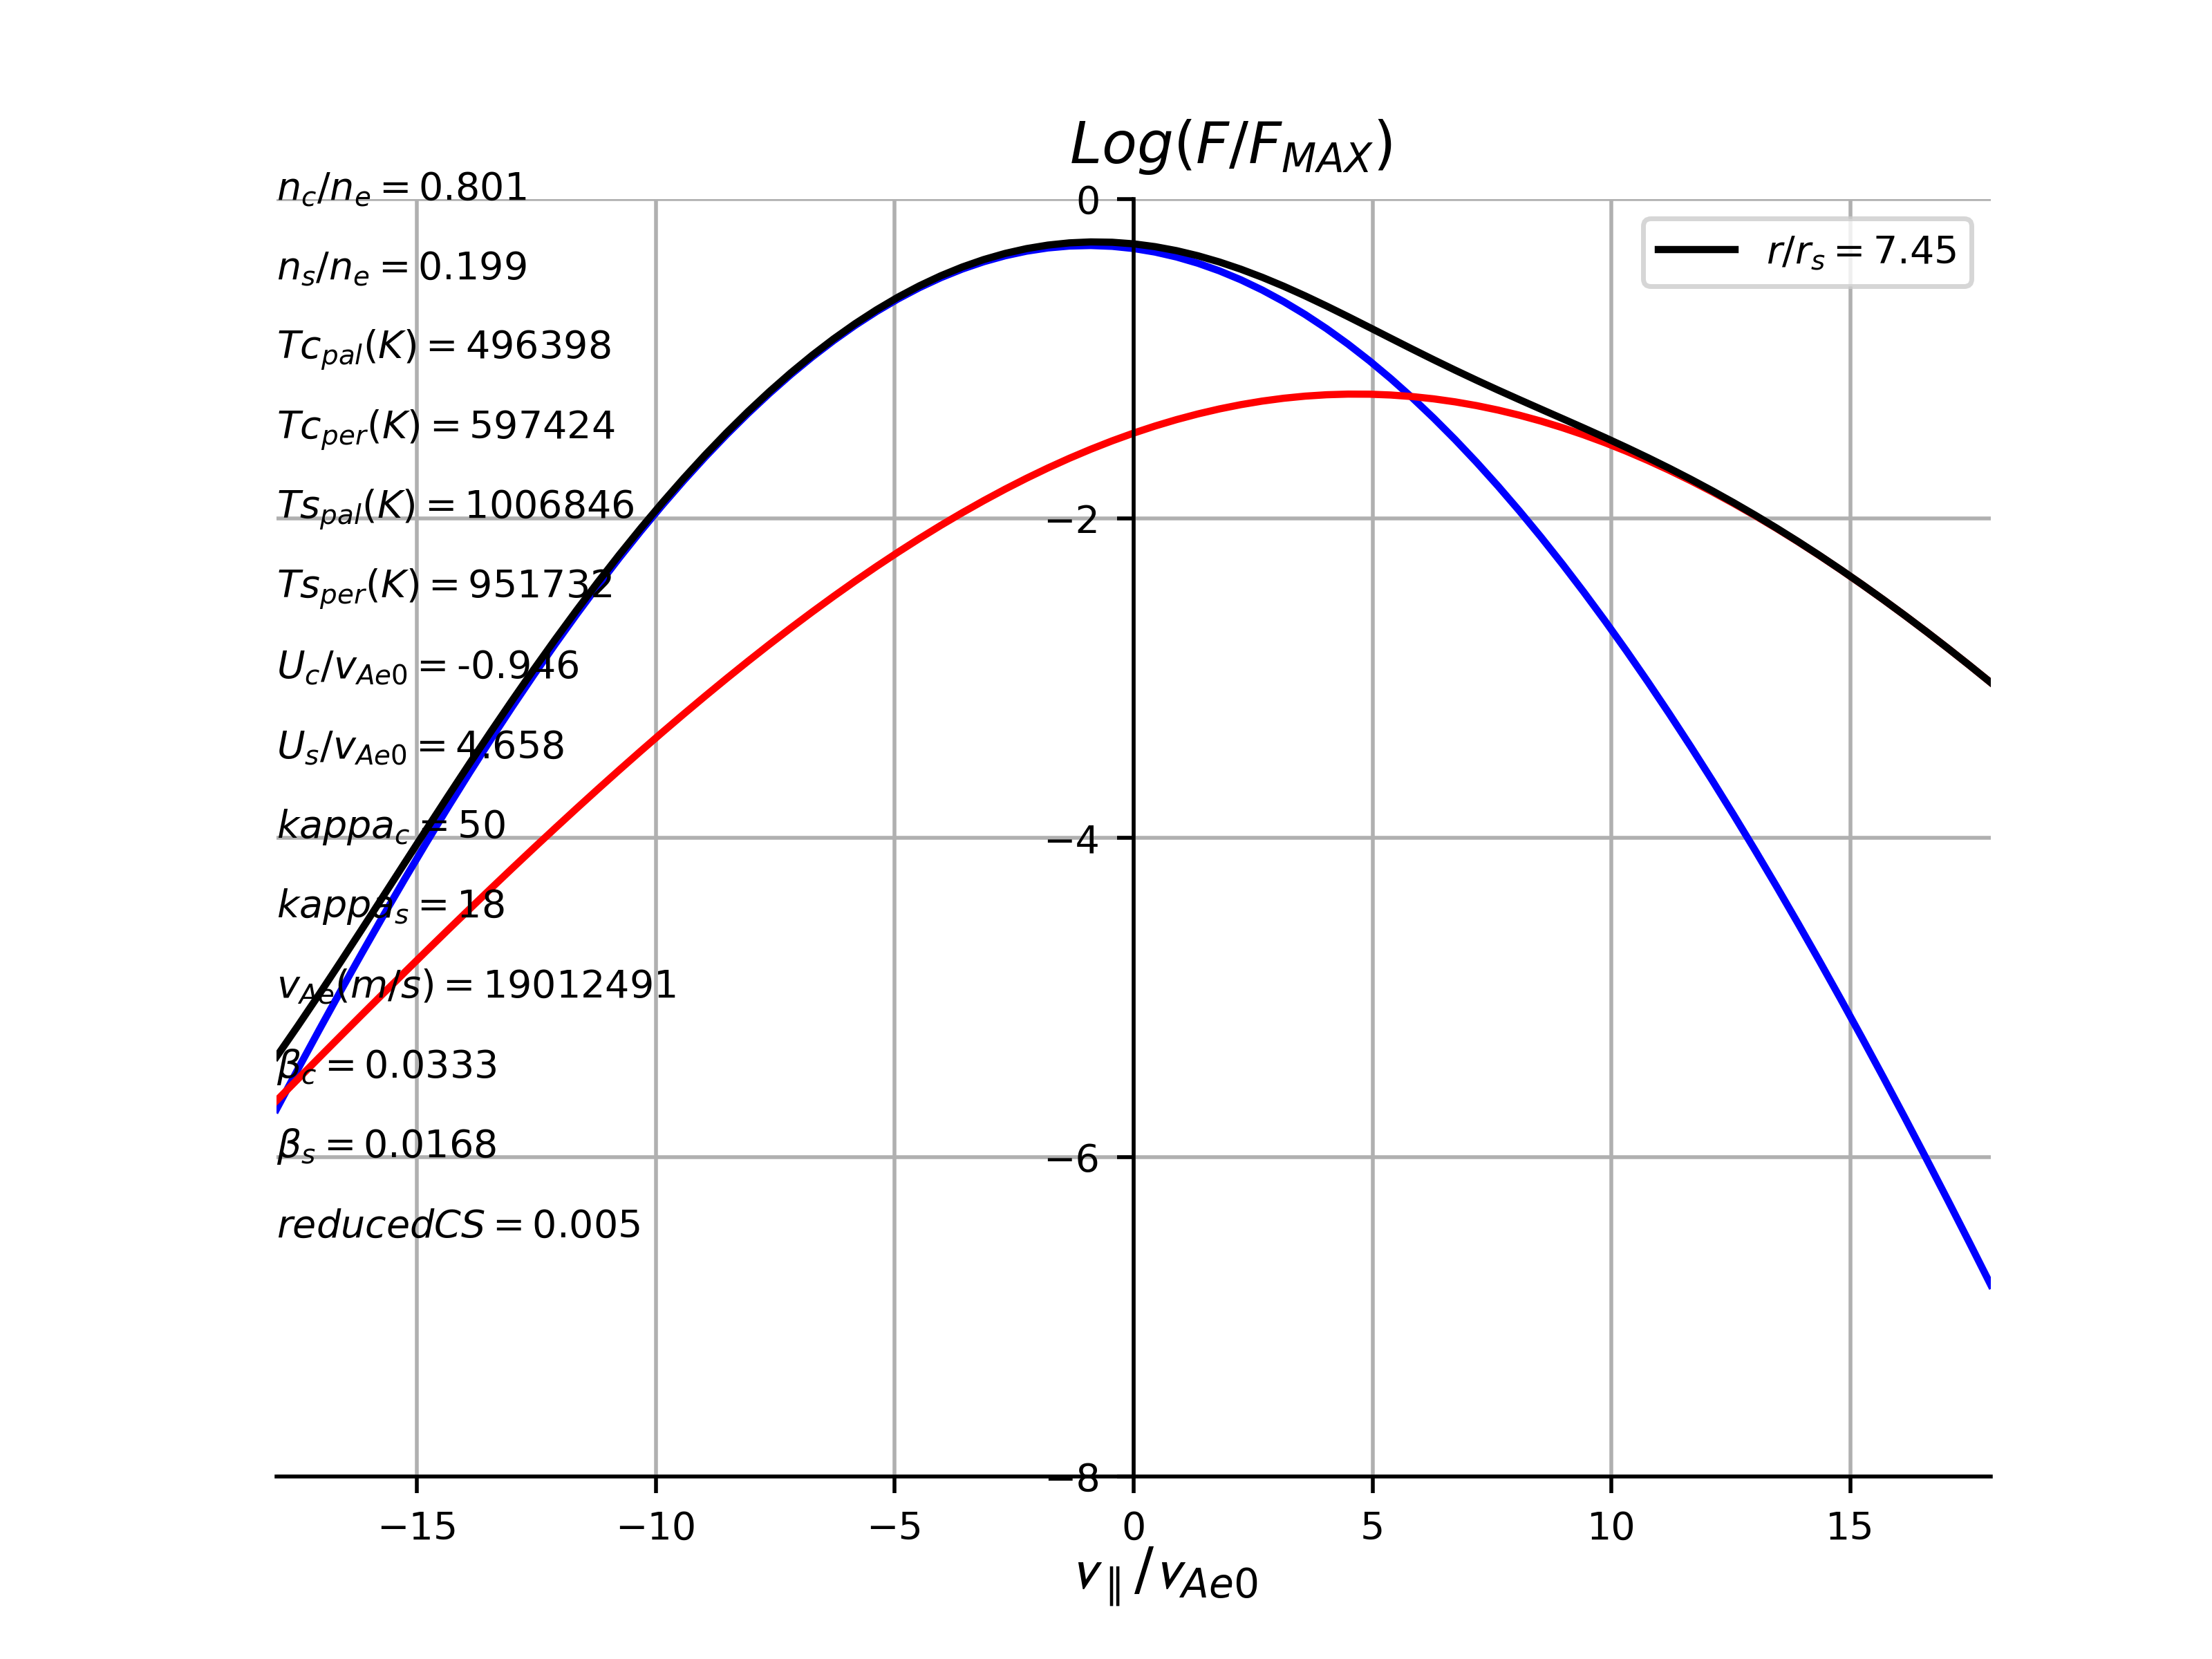 Log(F/F_MAX)
n_c/n_e = 0.801
n_s/n_e = 0.199
Tc_pal(K) = 496398
Tc_per(K) = 597424
Ts_pal(K) = 1006846
Ts_per(K) = 951732
U_c/v_Ae0 = -0.946
U_s/v_Ae0 = 4.658
kappa_c = 50
kappa_s = 18
v_Ae(m/s) = 19012491
β_c = 0.0333
β_s = 0.0168
reducedCS = 0.005
r/r_s = 7.45
0
−2
−4
−6
−8
−15 −10 −5 0 5 10 15
v_∥/v_Ae0